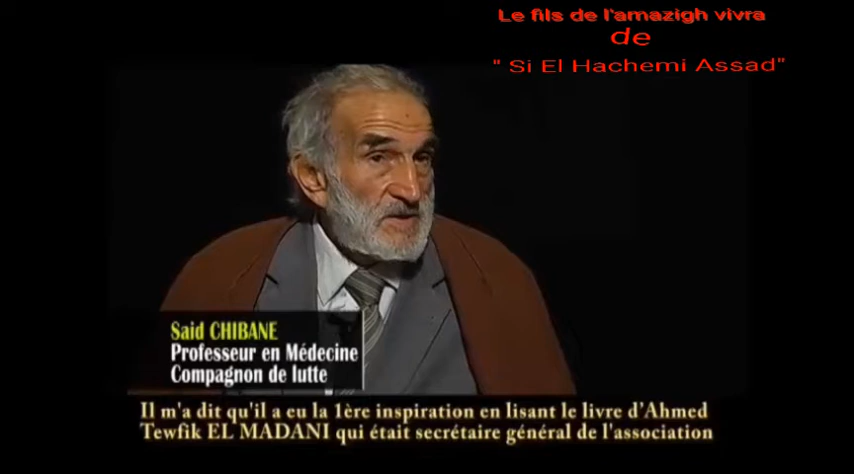 Le fils de l'amazigh vivra
de
" Si El Hachemi Assad"
Said CHIBANE
Professeur en Médecine
Compagnon de lutte
Il m'a dit qu'il a eu la 1ère inspiration en lisant le livre d'Ahmed
Tewfik EL MADANI qui était secrétaire général de l'association